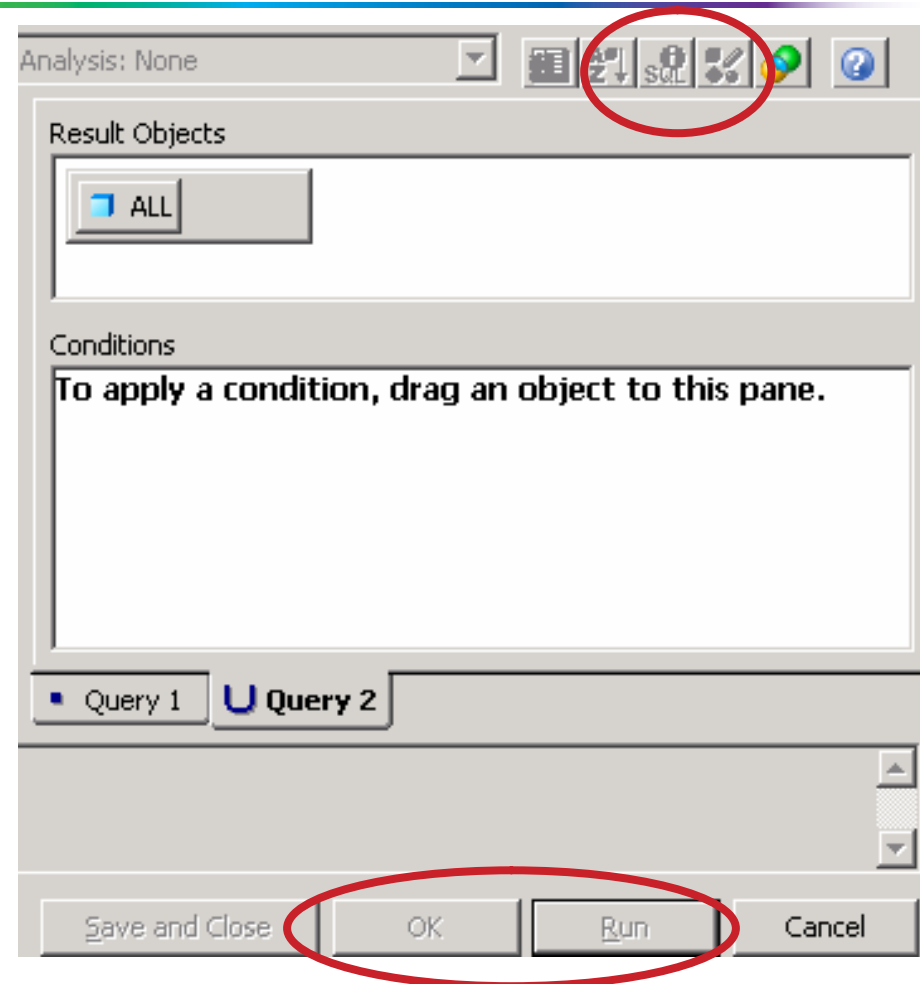 Analysis: None
A
Z
SQL
?
Result Objects
ALL
Conditions
To apply a condition, drag an object to this pane.
Query 1
U Query 2
Save and Close
OK
Run
Cancel